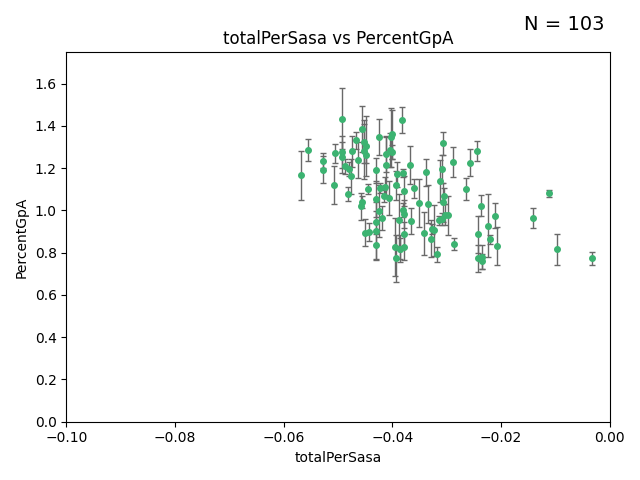 N = 103
totalPerSasa vs PercentGpA
1.6
1.4
1.2
1.0
0.8
0.6
0.4
0.2
0.0
PercentGpA
−0.10 −0.08 −0.06 −0.04 −0.02 0.00
totalPerSasa